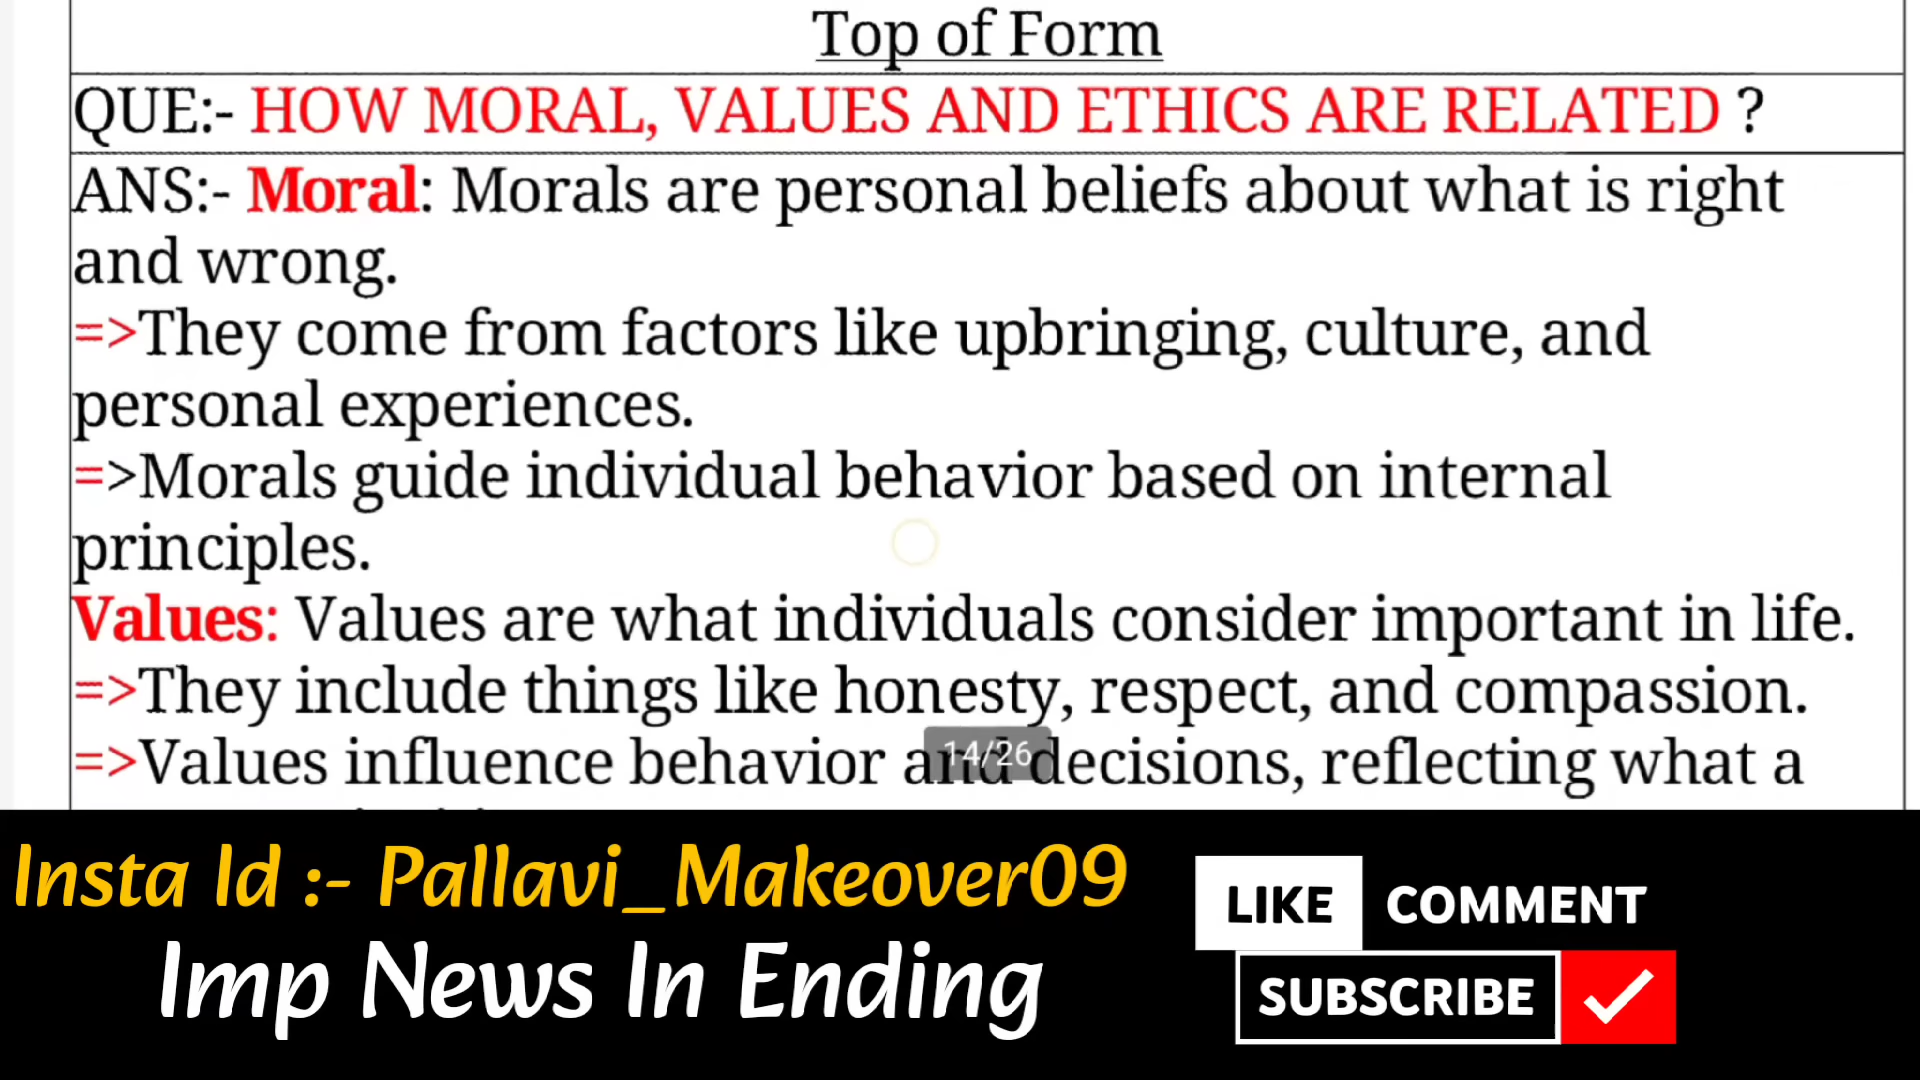 Top of Form
QUE:- HOW MORAL, VALUES AND ETHICS ARE RELATED ?
ANS:- Moral: Morals are personal beliefs about what is right
and wrong.
=>They come from factors like upbringing, culture, and
personal experiences.
=>Morals guide individual behavior based on internal
principles.
Values: Values are what individuals consider important in life.
=>They include things like honesty, respect, and compassion.
=>Values influence behavior and decisions, reflecting what a
14/26
Insta Id :- Pallavi_Makeover09
Imp News In Ending
LIKE COMMENT
SUBSCRIBE